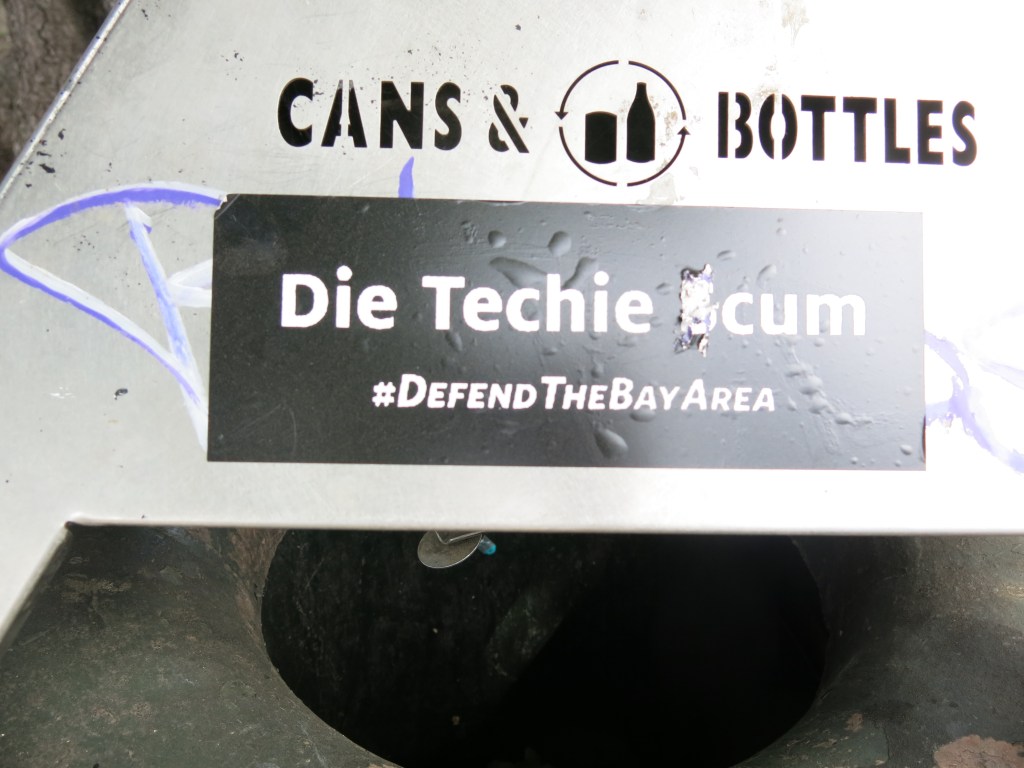 CANS & BOTTLES
Die Techie Scum
#DEFENDTHEBAYAREA